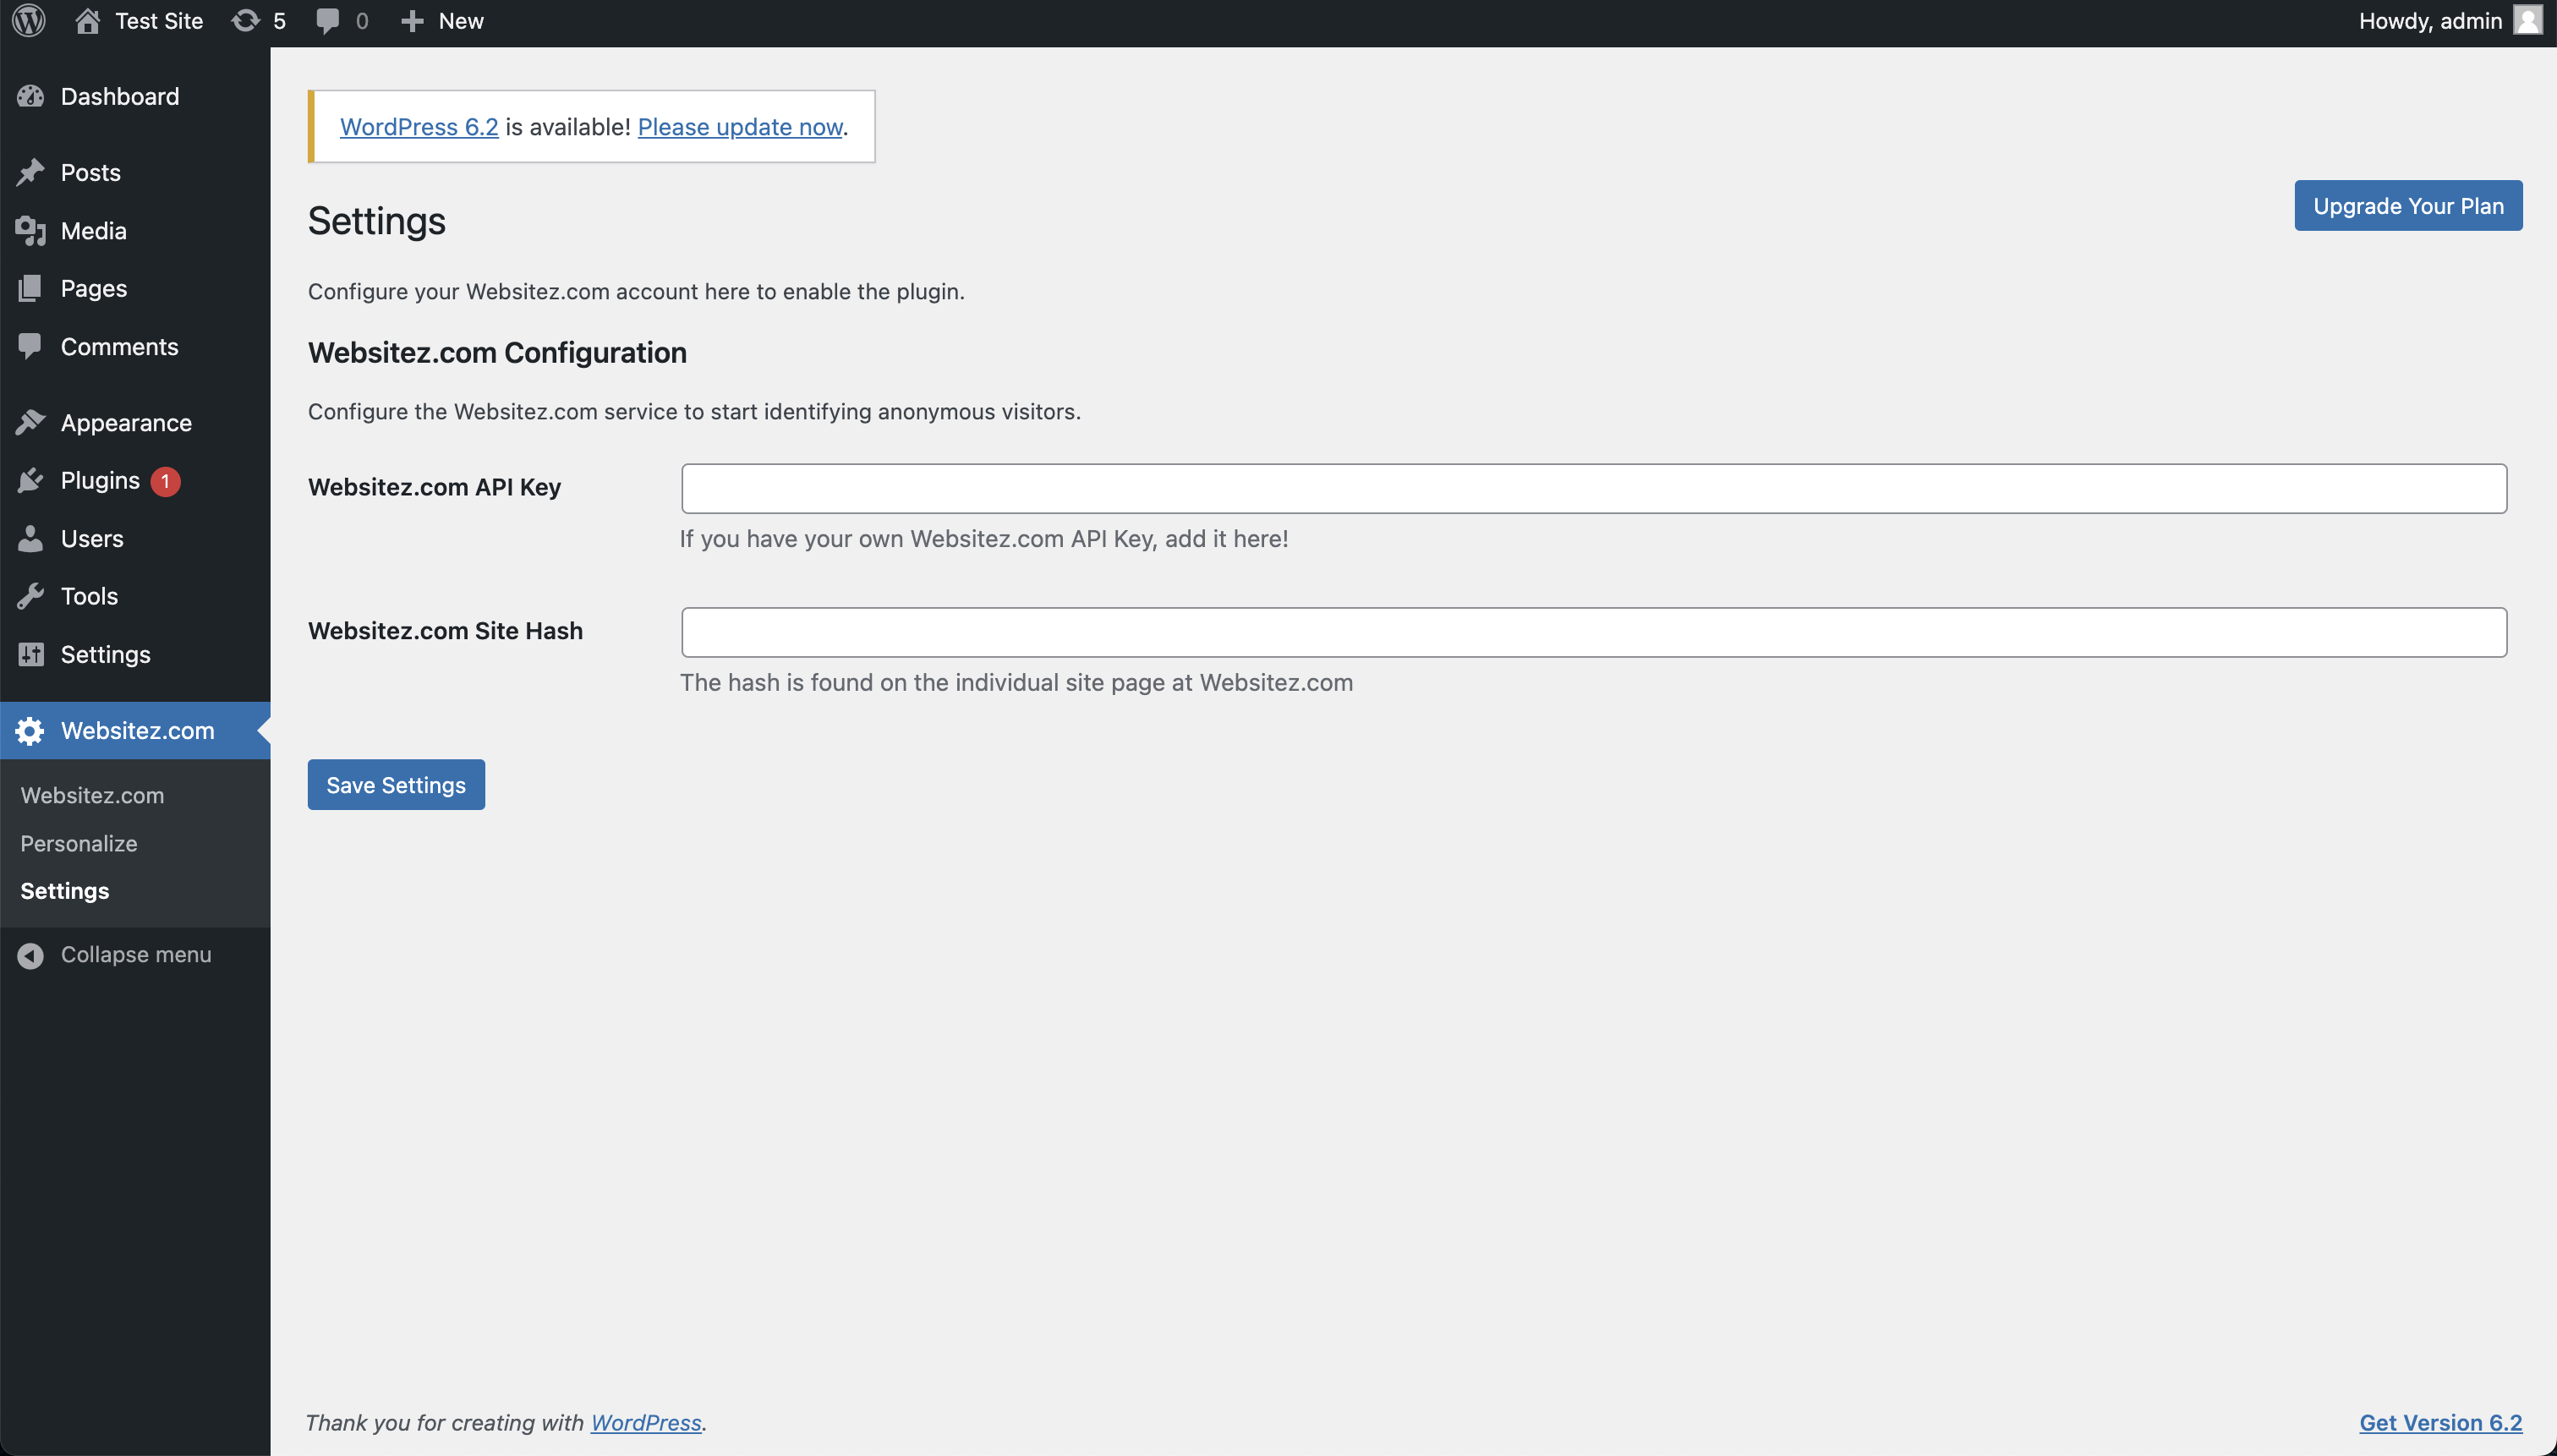 Test Site 5 0 New Howdy, admin
Dashboard
Posts
Media
Pages
Comments
Appearance
Plugins 1
Users
Tools
Settings
Websitez.com
Websitez.com
Personalize
Settings
Collapse menu
WordPress 6.2 is available! Please update now.
Settings
Upgrade Your Plan
Configure your Websitez.com account here to enable the plugin.
Websitez.com Configuration
Configure the Websitez.com service to start identifying anonymous visitors.
Websitez.com API Key
If you have your own Websitez.com API Key, add it here!
Websitez.com Site Hash
The hash is found on the individual site page at Websitez.com
Save Settings
Thank you for creating with WordPress.
Get Version 6.2